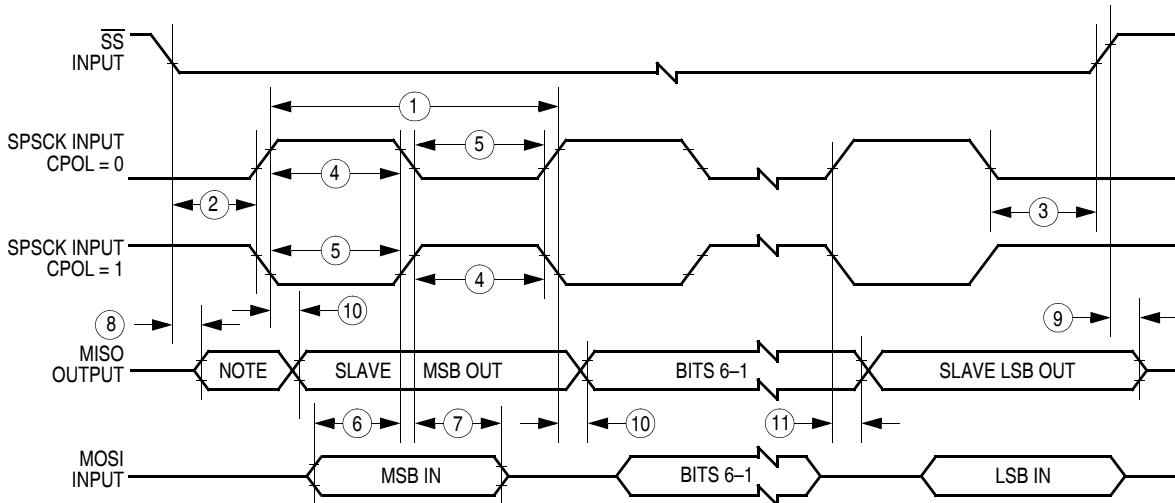 SS
INPUT
1
SPSCK INPUT
CPOL = 0
5
4
2
3
SPSCK INPUT
CPOL = 1
5
4
8
10
9
MISO
OUTPUT
NOTE
SLAVE MSB OUT
BITS 6–1
SLAVE LSB OUT
6
7
10
11
MOSI
INPUT
MSB IN
BITS 6–1
LSB IN